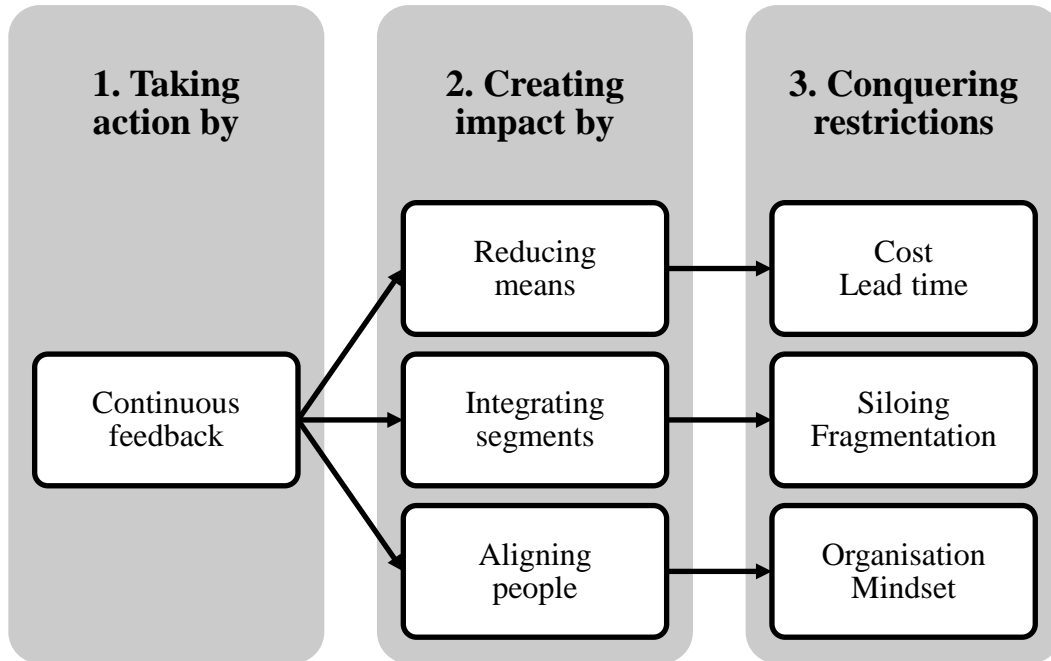 1. Taking
action by
2. Creating
impact by
3. Conquering
restrictions
Continuous
feedback
Reducing
means
Integrating
segments
Aligning
people
Cost
Lead time
Siloing
Fragmentation
Organisation
Mindset